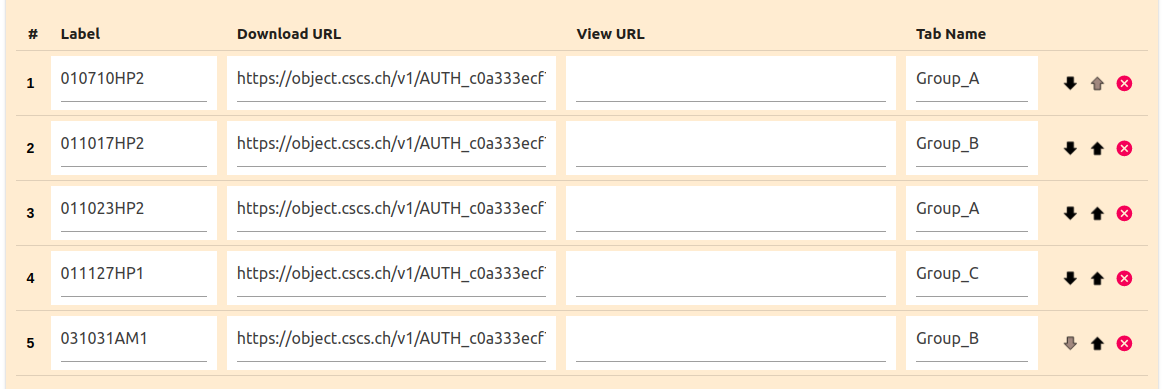 # Label Download URL View URL Tab Name
1 010710HP2 https://object.cscs.ch/v1/AUTH_c0a333ecf Group_A
2 011017HP2 https://object.cscs.ch/v1/AUTH_c0a333ecf Group_B
3 011023HP2 https://object.cscs.ch/v1/AUTH_c0a333ecf Group_A
4 011127HP1 https://object.cscs.ch/v1/AUTH_c0a333ecf Group_C
5 031031AM1 https://object.cscs.ch/v1/AUTH_c0a333ecf Group_B